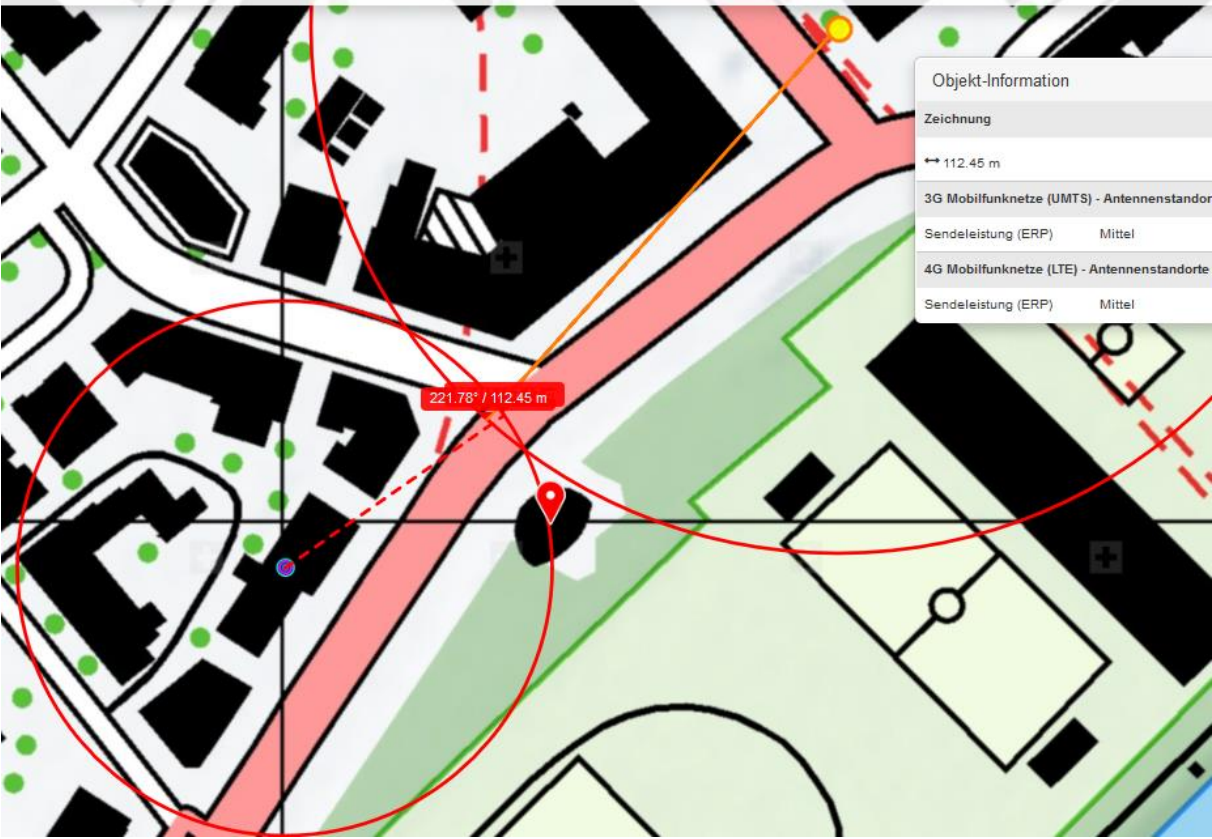 Objekt-Information
Zeichnung
↔ 112.45 m
3G Mobilfunknetze (UMTS) - Antennenstandor
Sendeleistung (ERP) Mittel
4G Mobilfunknetze (LTE) - Antennenstandorte
Sendeleistung (ERP) Mittel
221.78° / 112.45 m